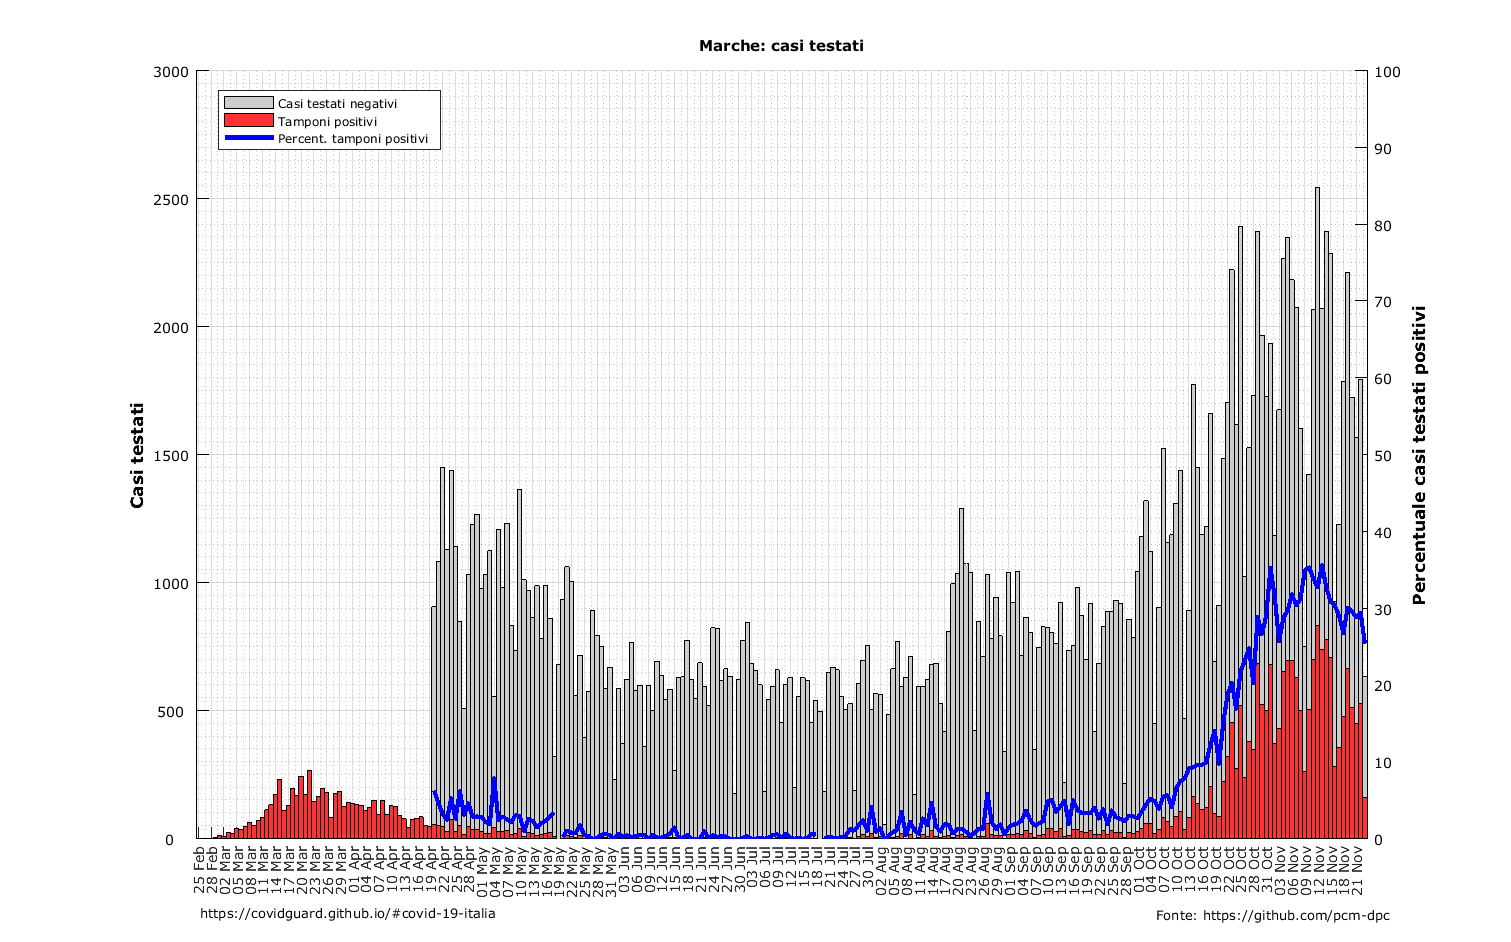 Marche: casi testati
3000
2500
2000
1500
1000
500
0
100
90
80
70
60
50
40
30
20
10
0
Casi testati
Percentuale casi testati positivi
Casi testati negativi
Tamponi positivi
Percent. tamponi positivi
25 Feb
28 Feb
02 Mar
05 Mar
08 Mar
11 Mar
14 Mar
17 Mar
20 Mar
23 Mar
26 Mar
29 Mar
01 Apr
04 Apr
07 Apr
10 Apr
13 Apr
16 Apr
19 Apr
22 Apr
25 Apr
28 Apr
01 May
04 May
07 May
10 May
13 May
16 May
19 May
22 May
25 May
28 May
31 May
03 Jun
06 Jun
09 Jun
12 Jun
15 Jun
18 Jun
21 Jun
24 Jun
27 Jun
30 Jun
03 Jul
06 Jul
09 Jul
12 Jul
15 Jul
18 Jul
21 Jul
24 Jul
27 Jul
30 Jul
02 Aug
05 Aug
08 Aug
11 Aug
14 Aug
17 Aug
20 Aug
23 Aug
26 Aug
29 Aug
01 Sep
04 Sep
07 Sep
10 Sep
13 Sep
16 Sep
19 Sep
22 Sep
25 Sep
28 Sep
01 Oct
04 Oct
07 Oct
10 Oct
13 Oct
16 Oct
19 Oct
22 Oct
25 Oct
28 Oct
31 Oct
03 Nov
06 Nov
09 Nov
12 Nov
15 Nov
18 Nov
21 Nov
https://covidguard.github.io/#covid-19-italia
Fonte: https://github.com/pcm-dpc